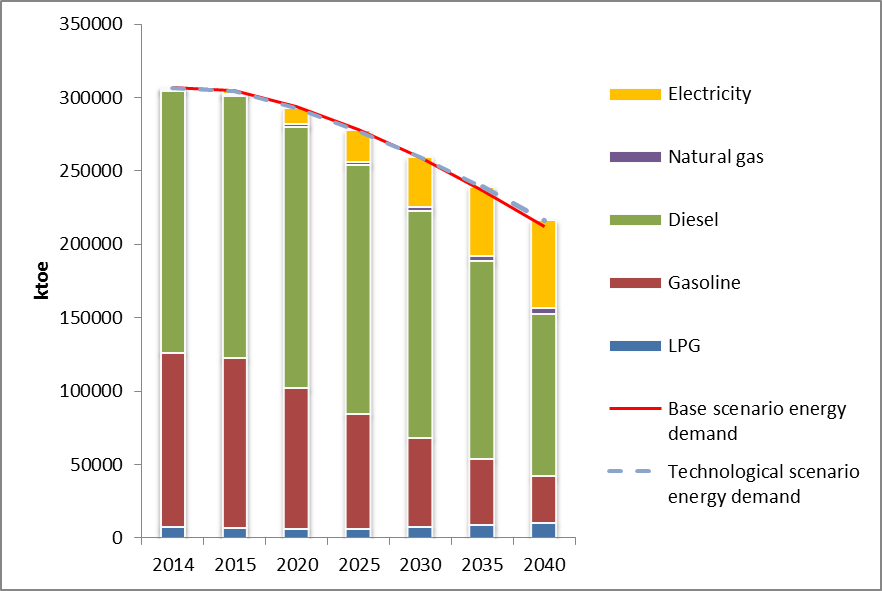 350000
300000
250000
200000
150000
100000
50000
0
ktoe
2014 2015 2020 2025 2030 2035 2040
Electricity
Natural gas
Diesel
Gasoline
LPG
Base scenario energy
demand
Technological scenario
energy demand